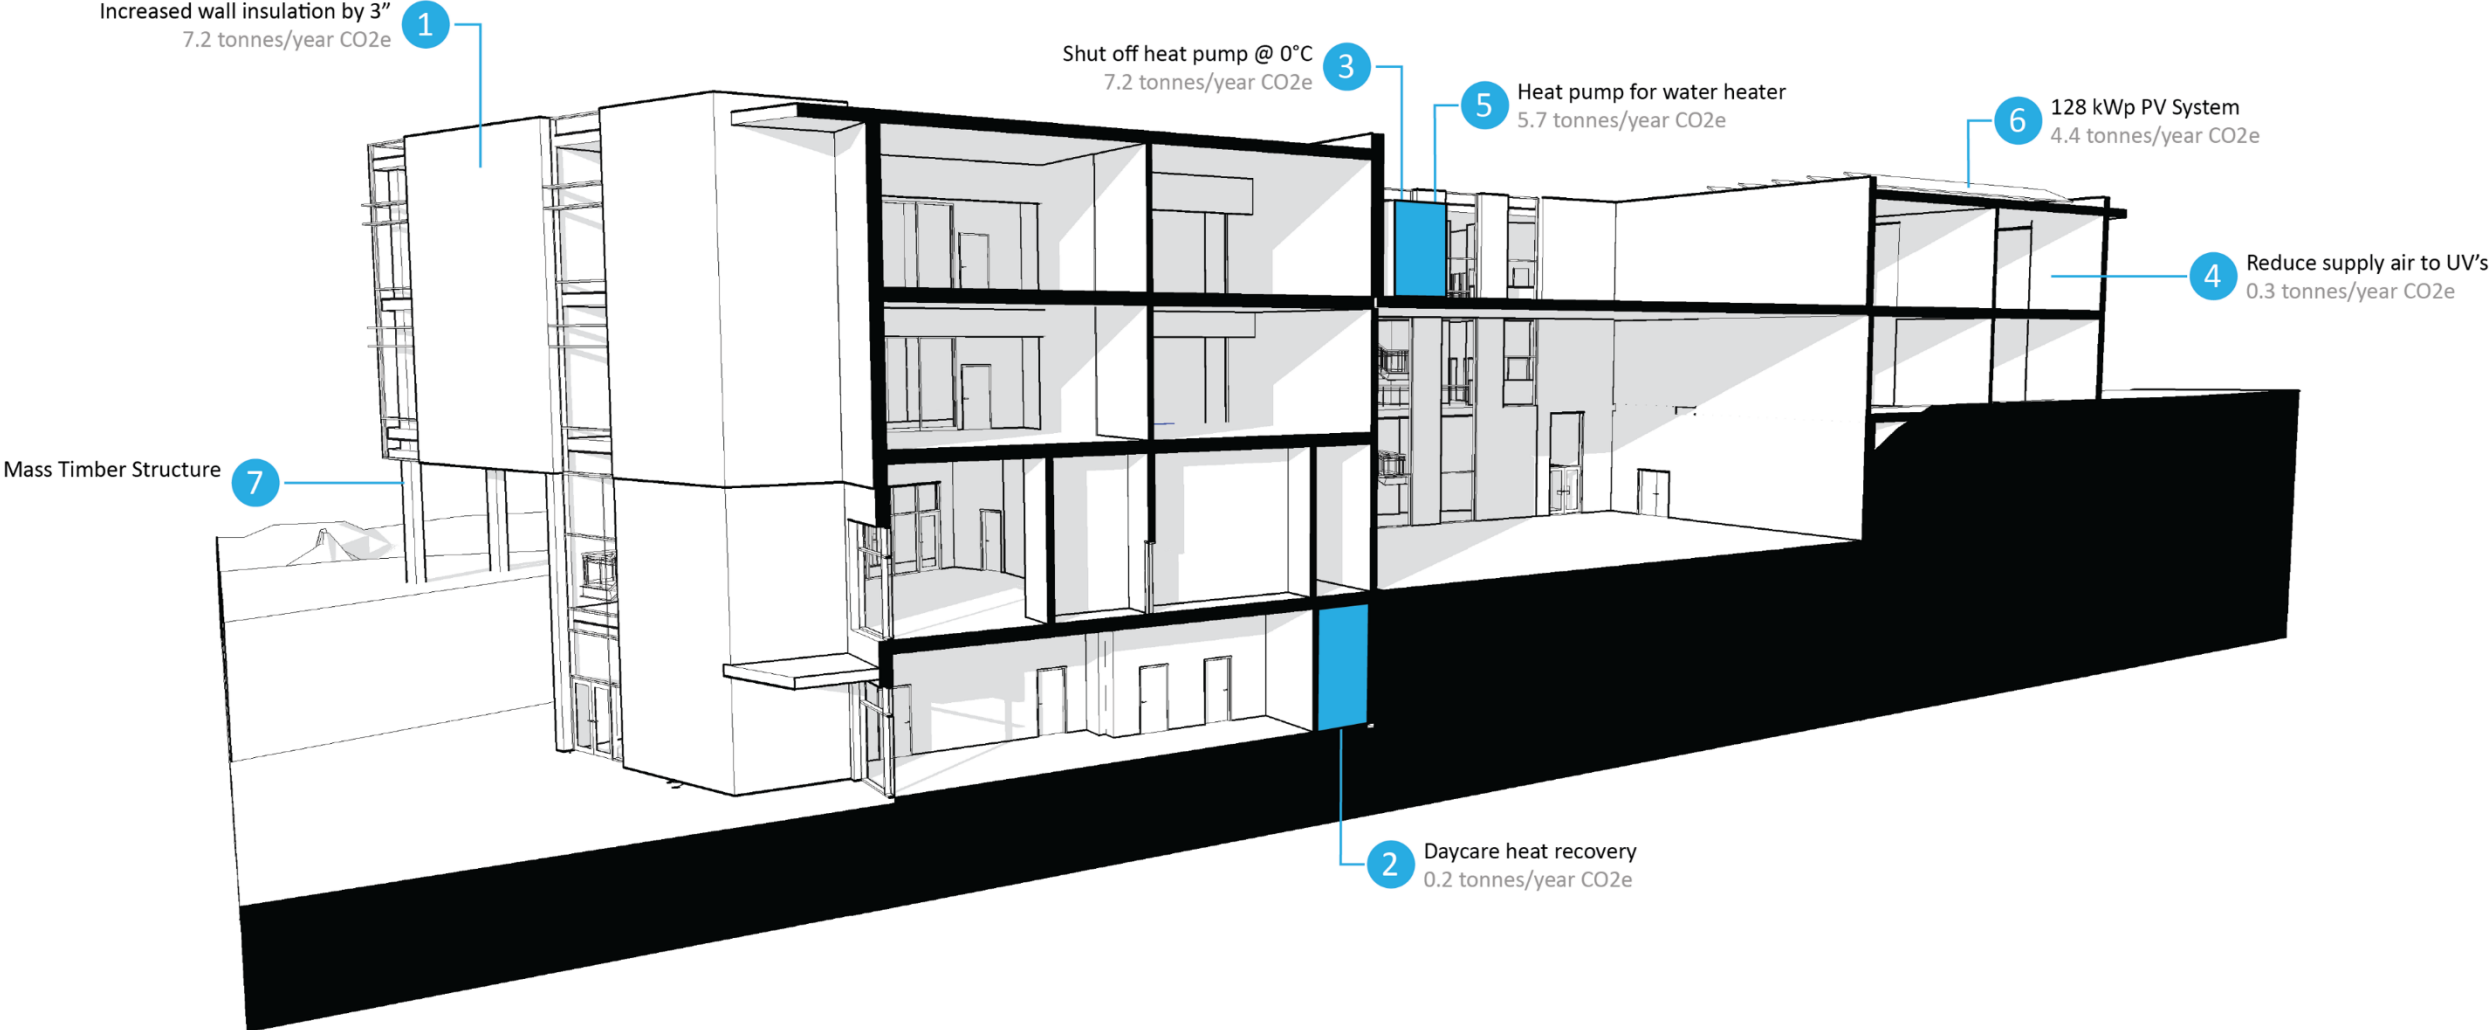 Increased wall insulation by 3”
7.2 tonnes/year CO2e
1
Shut off heat pump @ 0°C
7.2 tonnes/year CO2e
3
5
Heat pump for water heater
5.7 tonnes/year CO2e
6
128 kWp PV System
4.4 tonnes/year CO2e
4
Reduce supply air to UV’s
0.3 tonnes/year CO2e
Mass Timber Structure
7
2
Daycare heat recovery
0.2 tonnes/year CO2e